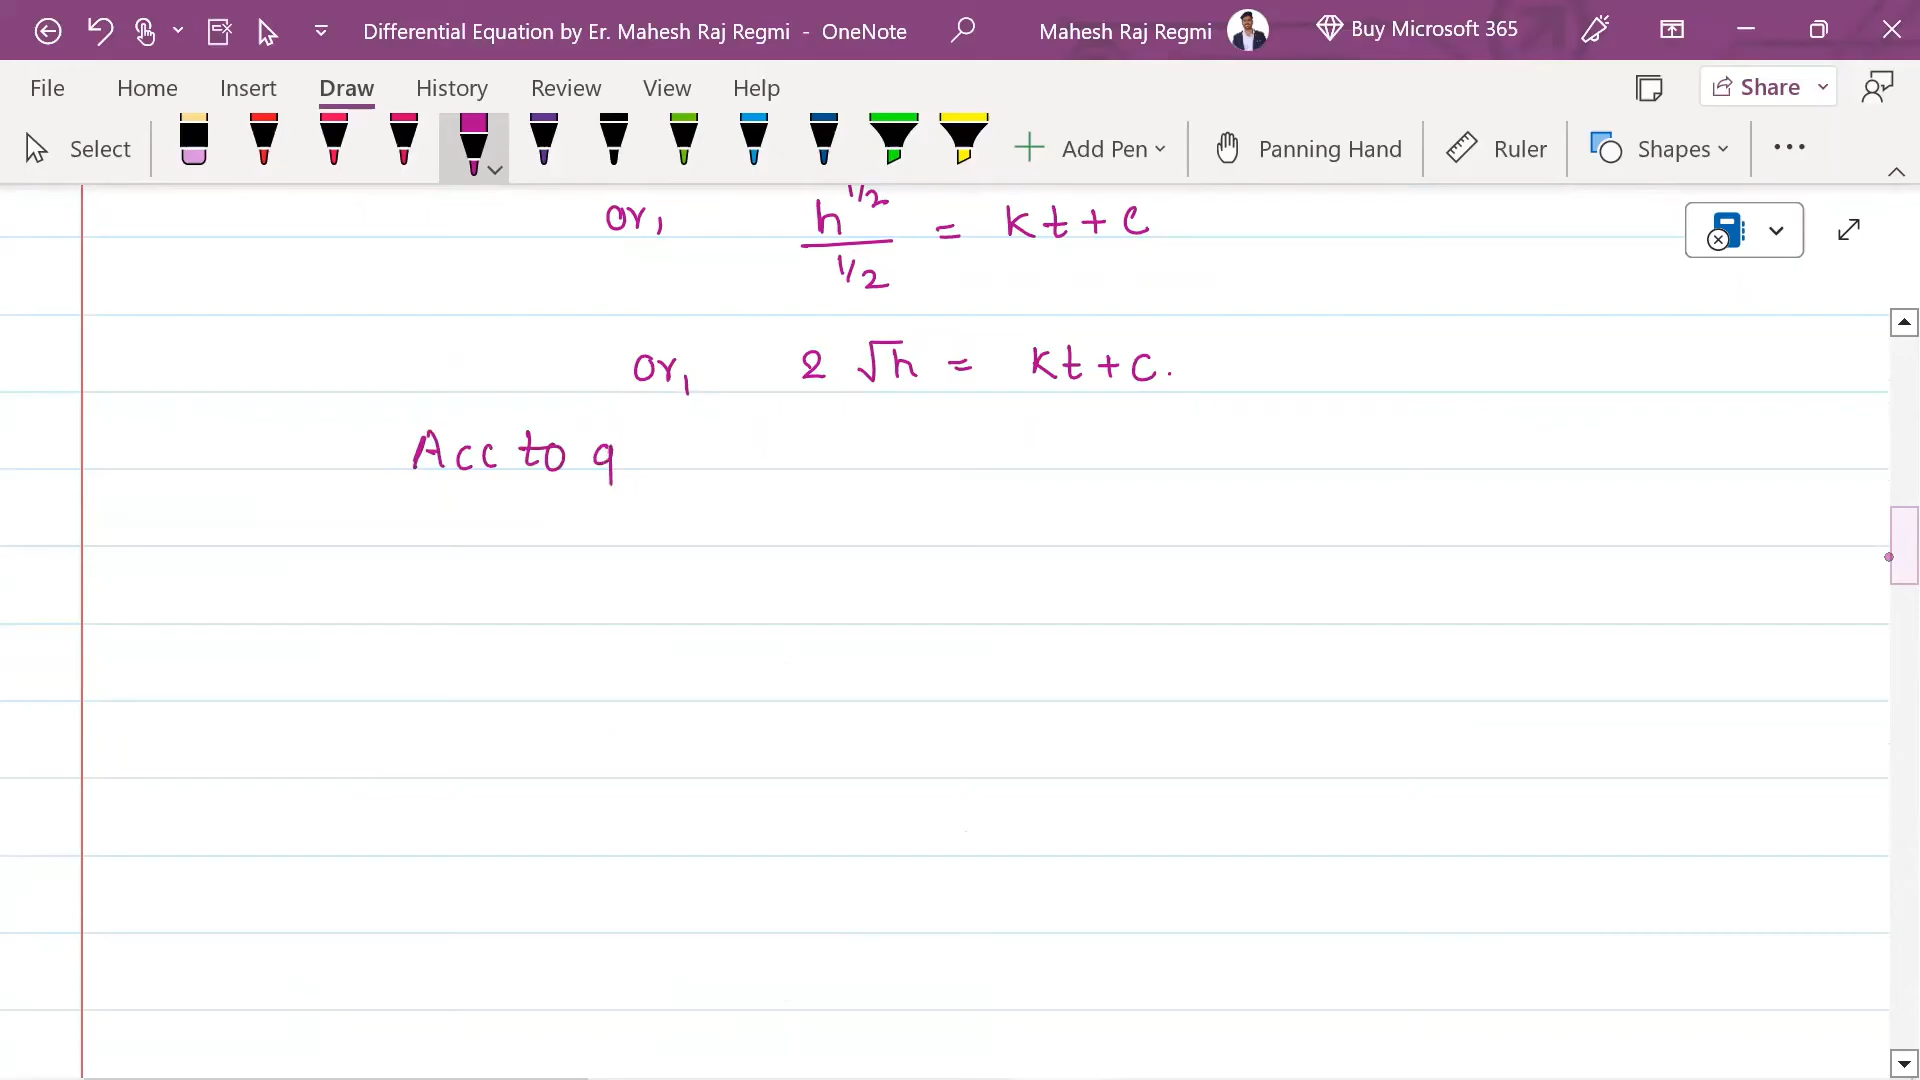 Differential Equation by Er. Mahesh Raj Regmi - OneNote Mahesh Raj Regmi Buy Microsoft 365
File Home Insert Draw History Review View Help Share
Select Add Pen Panning Hand Ruler Shapes
or, h^1/2 / 1/2 = Kt + C
or, 2 √h = Kt + C.
Acc to q